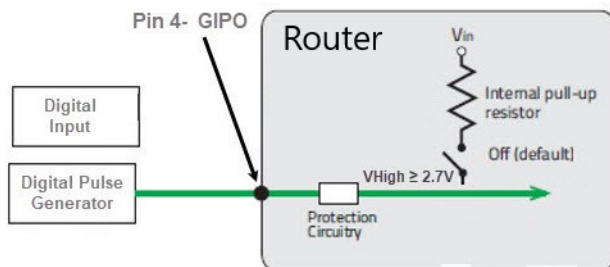 Pin 4- GIPO
Router
Vin
Digital
Input
Internal pull-up
resistor
Off (default)
Digital Pulse
Generator
VHigh ≥ 2.7V
Protection
Circuitry